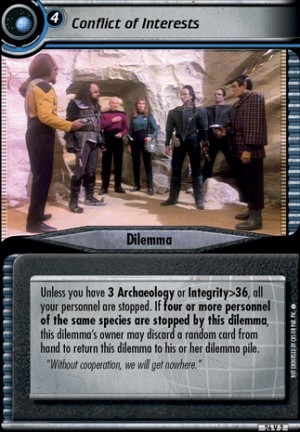 4
Conflict of Interests
Dilemma
Unless you have 3 Archaeology or Integrity>36, all
your personnel are stopped. If four or more personnel
of the same species are stopped by this dilemma,
this dilemma's owner may discard a random card from
hand to return this dilemma to his or her dilemma pile.
"Without cooperation, we will get nowhere."
26 V 2